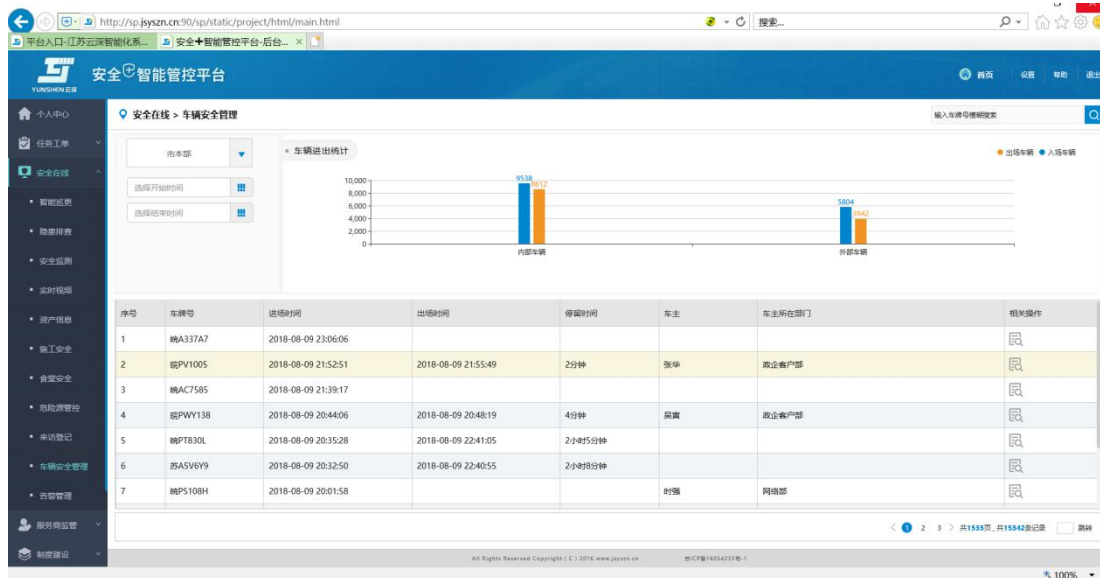 http://sp.jsyszn.cn:90/sp/static/project/html/main.html
搜索...
平台入口-江苏云深智能化系...
安全➕智能管控平台-后台...
YUNSHEN云深
安全 智能管控平台
首页
设置
帮助
退出
个人中心
任务工单
安全在线
智能巡更
隐患排查
安全监测
实时视频
资产信息
施工安全
食堂安全
危险源管控
来访登记
车辆安全管理
告警管理
服务商监管
制度建设
安全在线 > 车辆安全管理
输入车牌号模糊搜索
市本部
选择开始时间
选择结束时间
车辆进出统计
出场车辆 入场车辆
10,000
8,000
6,000
4,000
2,000
0
9538
8612
5804
3942
内部车辆
外部车辆
序号 车牌号 进场时间 出场时间 停留时间 车主 车主所在部门 相关操作
1 皖A337A7 2018-08-09 23:06:06
2 皖PV1005 2018-08-09 21:52:51 2018-08-09 21:55:49 2分钟 张华 政企客户部
3 皖AC7585 2018-08-09 21:39:17
4 皖PWY138 2018-08-09 20:44:06 2018-08-09 20:48:19 4分钟 吴寅 政企客户部
5 皖PT830L 2018-08-09 20:35:28 2018-08-09 22:41:05 2小时5分钟
6 苏A5V6Y9 2018-08-09 20:32:50 2018-08-09 22:40:55 2小时8分钟
7 皖PS108H 2018-08-09 20:01:58 时强 网络部
1 2 3 共1535页，共15342条记录 跳转
All Rights Reserved Copyright ( C ) 2016 www.jsyszn.cn 苏ICP备14054235号-1
100%